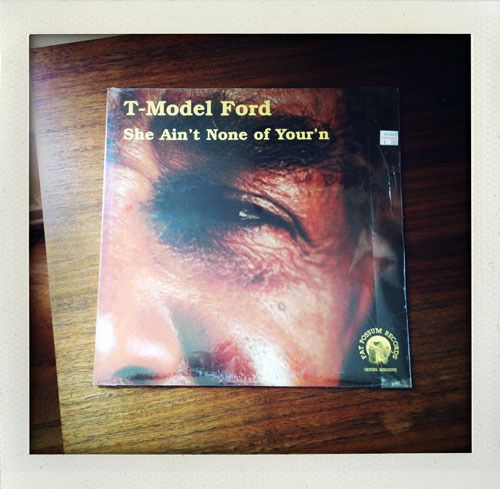 T-Model Ford
She Ain't None of Your'n
FAT POSSUM RECORDS
OXFORD, MISSISSIPPI